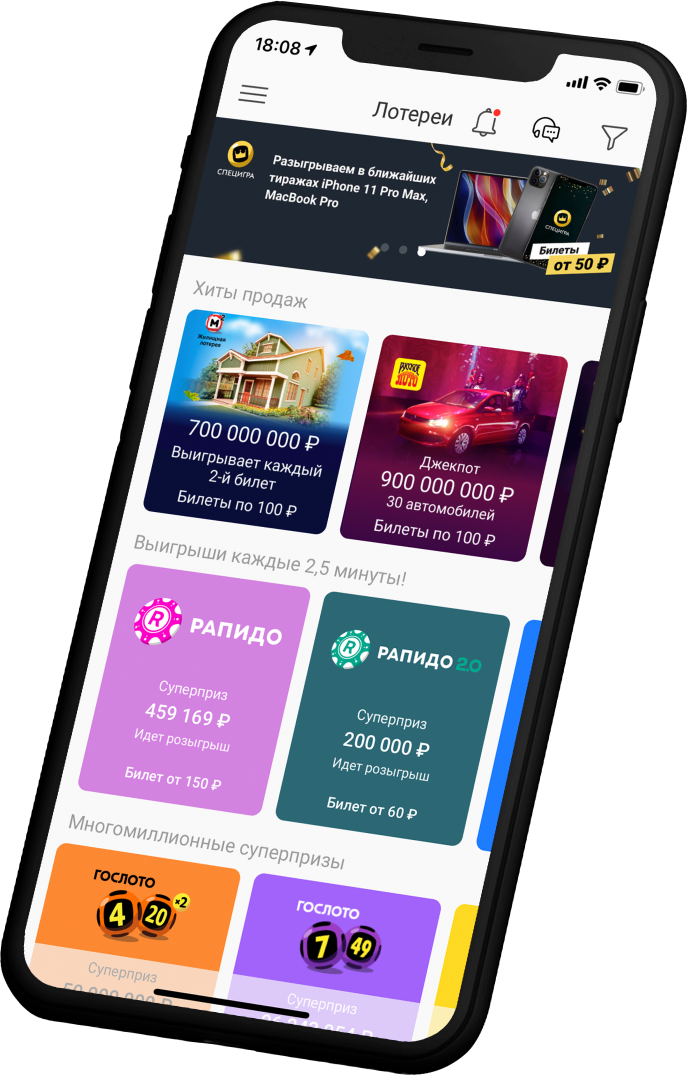 18:08
Лотереи
СПЕЦИГРА
Разыгрываем в ближайших
тиражах iPhone 11 Pro Max,
MacBook Pro
СПЕЦИГРА
Билеты
от 50 ₽
Хиты продаж
Жилищная
лотерея
700 000 000 ₽
Выигрывает каждый
2-й билет
Билеты по 100 ₽
РУССКОЕ
ЛОТО
Джекпот
900 000 000 ₽
30 автомобилей
Билеты по 100 ₽
Выигрыши каждые 2,5 минуты!
R РАПИДО
Суперприз
459 169 ₽
Идет розыгрыш
Билет от 150 ₽
R РАПИДО 2.0
Суперприз
200 000 ₽
Идет розыгрыш
Билет от 60 ₽
Многомиллионные суперпризы
ГОСЛОТО
4 20 x2
Суперприз
ГОСЛОТО
7 49
Суперприз